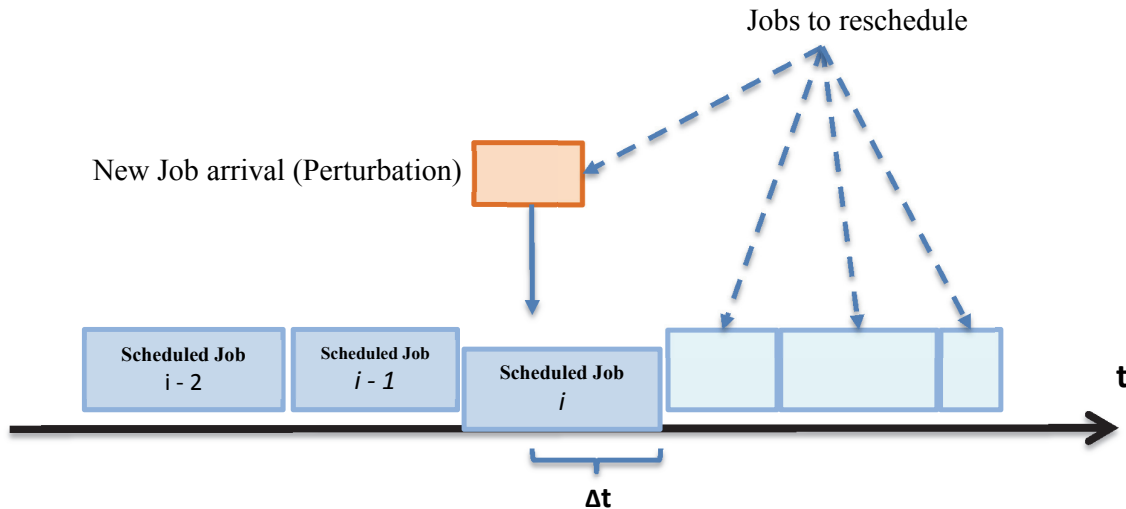 Jobs to reschedule
New Job arrival (Perturbation)
Scheduled Job
i - 2
Scheduled Job
i - 1
Scheduled Job
i
t
Δt